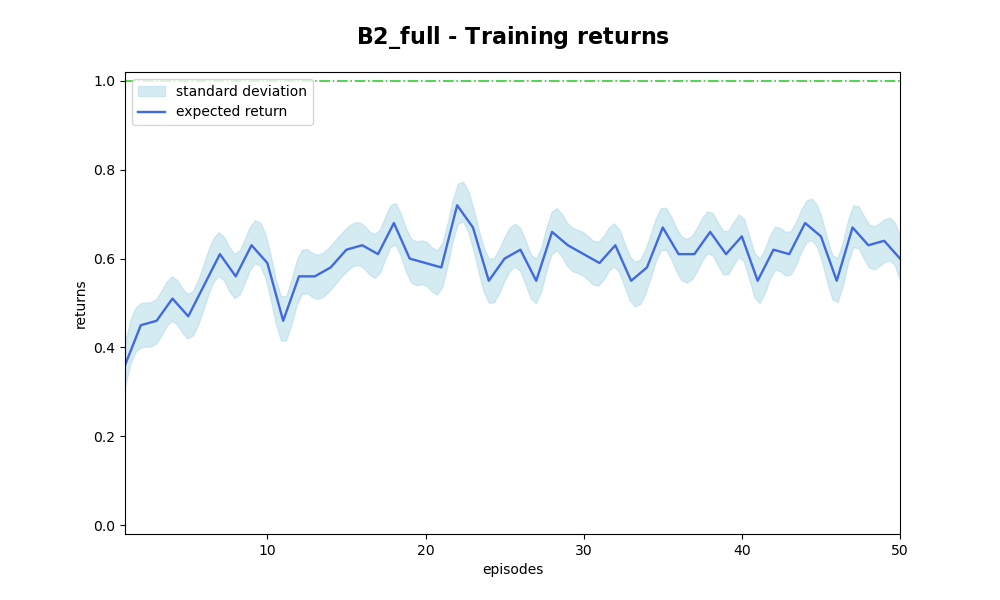 B2_full - Training returns
1.0
0.8
0.6
0.4
0.2
0.0
returns
standard deviation
expected return
10
20
30
40
50
episodes